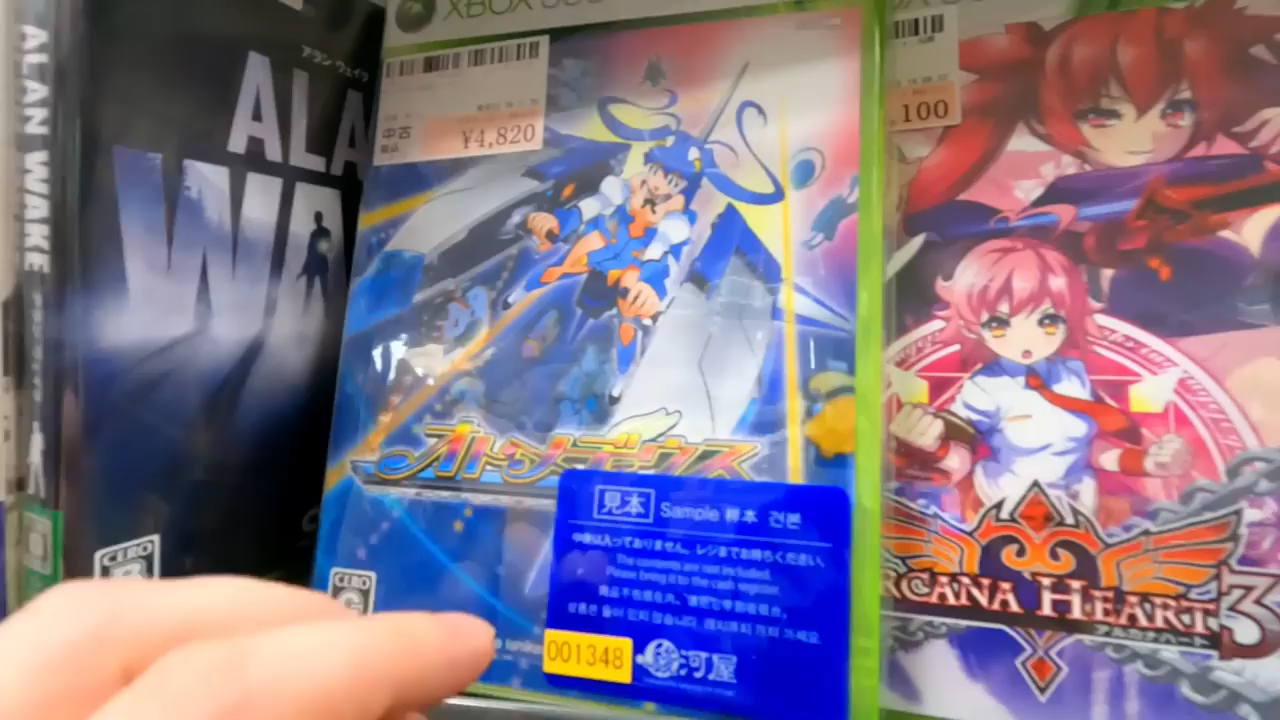 ALAN WAKE
アラン ウェイク
ALA
WA
CERO
B
XBOX 360
中古
税込
¥4,820
オトメディウス
CERO
見本 Sample 样本 견본
中身は入っておりません。レジまでお持ちください。
The contents are not included.
Please bring it to the cash register.
001348
駿河屋
100
ARCANA HEART 3
アルカナハート